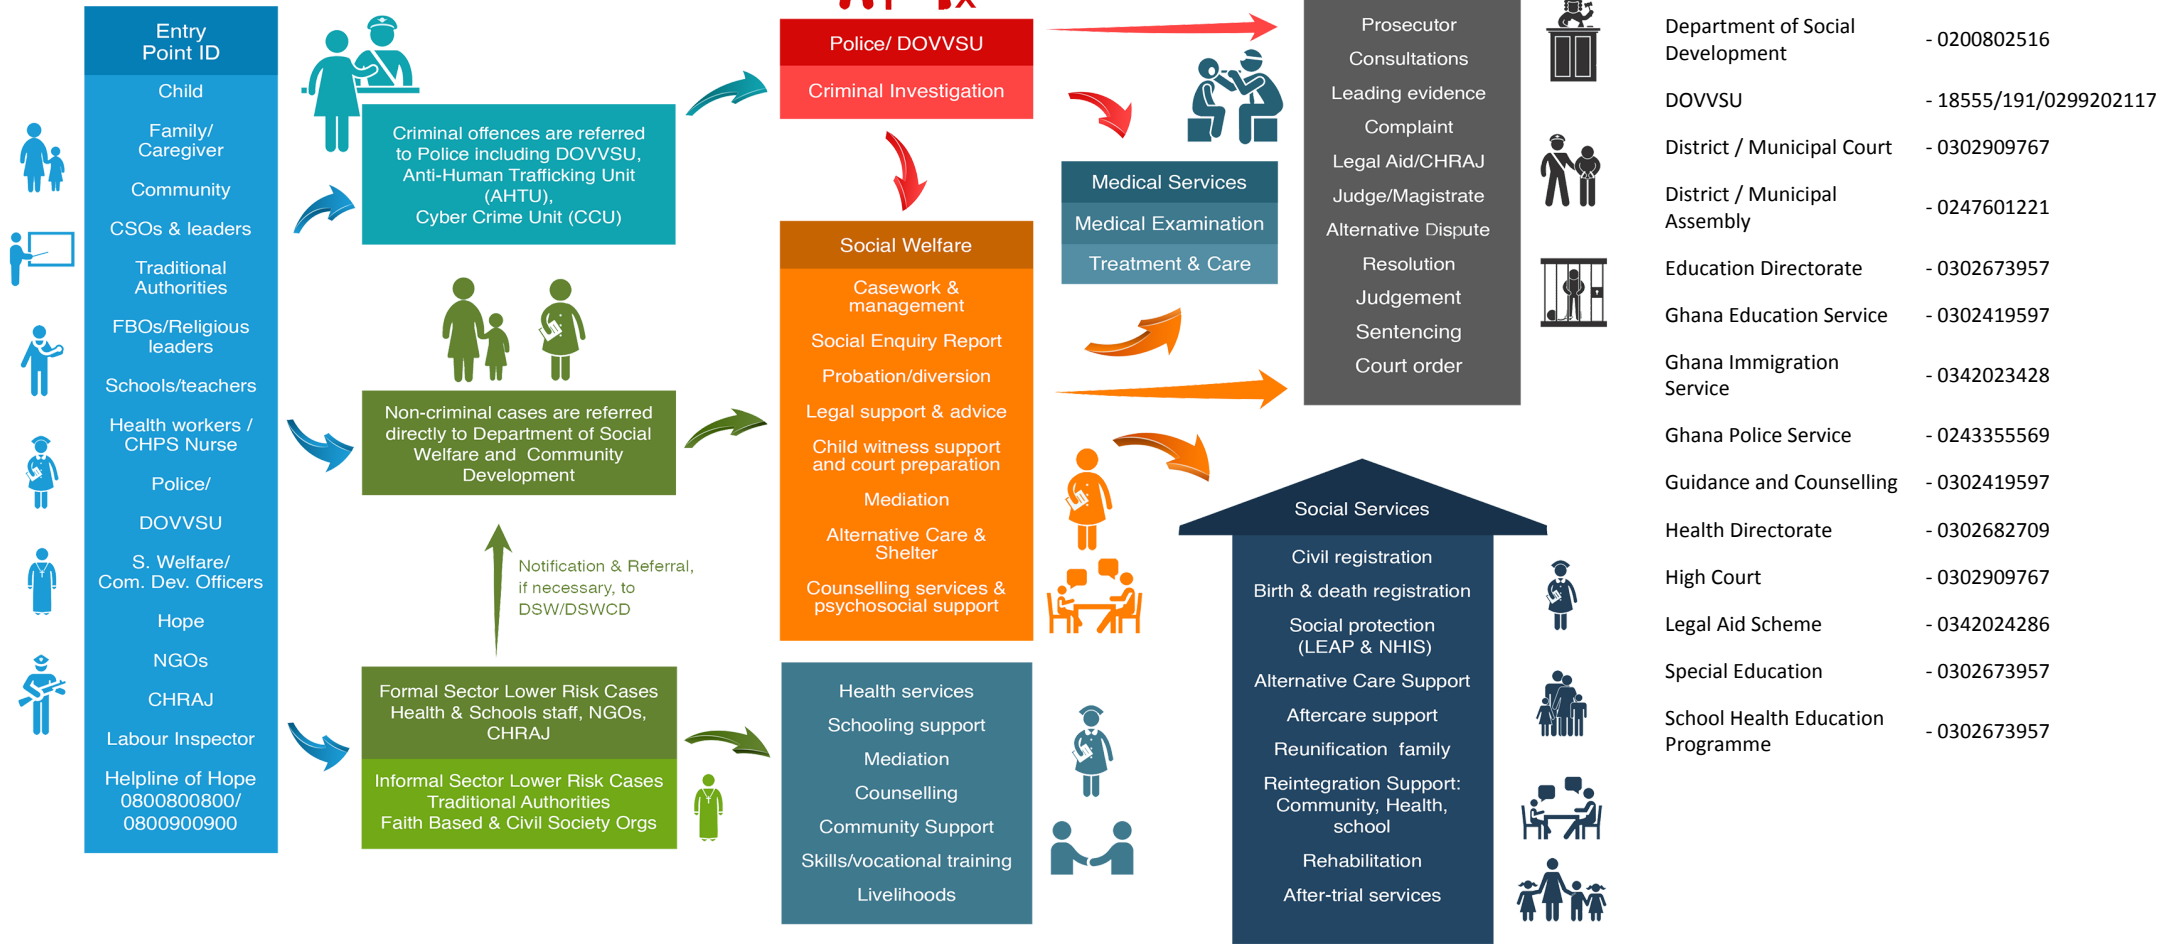 Entry
Point ID
Child
Family/
Caregiver
Community
CSOs & leaders
Traditional
Authorities
FBOs/Religious
leaders
Schools/teachers
Health workers /
CHPS Nurse
Police/
DOVVSU
S. Welfare/
Com. Dev. Officers
Hope
NGOs
CHRAJ
Labour Inspector
Helpline of Hope
0800800800/
0800900900
Criminal offences are referred
to Police including DOVVSU,
Anti-Human Trafficking Unit
(AHTU),
Cyber Crime Unit (CCU)
Non-criminal cases are referred
directly to Department of Social
Welfare and Community
Development
Notification & Referral,
if necessary, to
DSW/DSWCD
Formal Sector Lower Risk Cases
Health & Schools staff, NGOs,
CHRAJ
Informal Sector Lower Risk Cases
Traditional Authorities
Faith Based & Civil Society Orgs
Police/ DOVVSU
Criminal Investigation
Social Welfare
Casework &
management
Social Enquiry Report
Probation/diversion
Legal support & advice
Child witness support
and court preparation
Mediation
Alternative Care &
Shelter
Counselling services &
psychosocial support
Health services
Schooling support
Mediation
Counselling
Community Support
Skills/vocational training
Livelihoods
Medical Services
Medical Examination
Treatment & Care
Prosecutor
Consultations
Leading evidence
Complaint
Legal Aid/CHRAJ
Judge/Magistrate
Alternative Dispute
Resolution
Judgement
Sentencing
Court order
Social Services
Civil registration
Birth & death registration
Social protection
(LEAP & NHIS)
Alternative Care Support
Aftercare support
Reunification family
Reintegration Support:
Community, Health,
school
Rehabilitation
After-trial services
Department of Social
Development - 0200802516
DOVVSU - 18555/191/0299202117
District / Municipal Court - 0302909767
District / Municipal
Assembly - 0247601221
Education Directorate - 0302673957
Ghana Education Service - 0302419597
Ghana Immigration
Service - 0342023428
Ghana Police Service - 0243355569
Guidance and Counselling - 0302419597
Health Directorate - 0302682709
High Court - 0302909767
Legal Aid Scheme - 0342024286
Special Education - 0302673957
School Health Education
Programme - 0302673957